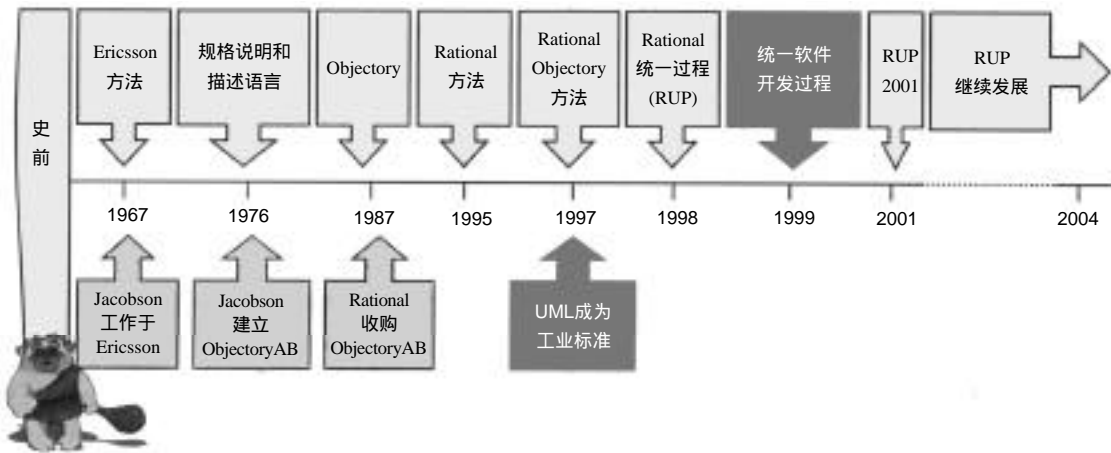 史
前
Ericsson
方法
规格说明和
描述语言
Objectory
Rational
方法
Rational
Objectory
方法
Rational
统一过程
(RUP)
统一软件
开发过程
RUP
2001
RUP
继续发展
1967
1976
1987
1995
1997
1998
1999
2001
2004
Jacobson
工作于
Ericsson
Jacobson
建立
ObjectoryAB
Rational
收购
ObjectoryAB
UML成为
工业标准